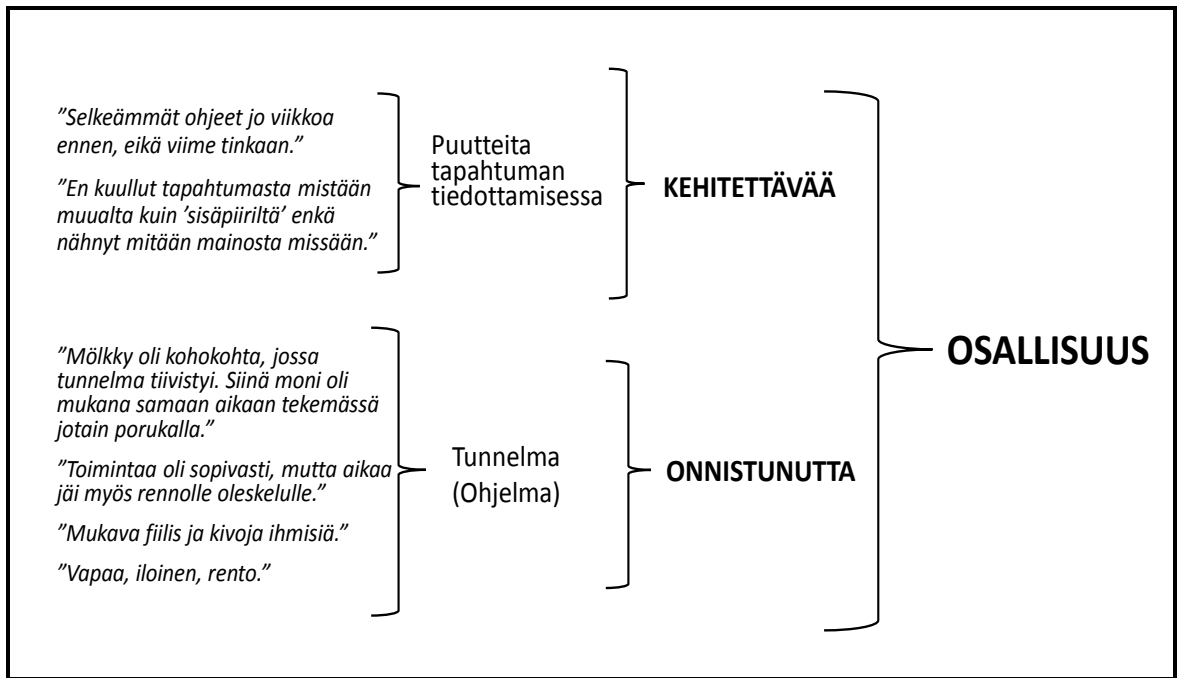 ”Selkeämmät ohjeet jo viikkoa
ennen, eikä viime tinkaan.”
”En kuullut tapahtumasta mistään
muualta kuin ’sisäpiiriltä’ enkä
nähnyt mitään mainosta missään.”
Puutteita
tapahtuman
tiedottamisessa
KEHITETTÄVÄÄ
”Mölkky oli kohokohta, jossa
tunnelma tiivistyi. Siinä moni oli
mukana samaan aikaan tekemässä
jotain porukalla.”
”Toimintaa oli sopivasti, mutta aikaa
jäi myös rennolle oleskelulle.”
”Mukava fiilis ja kivoja ihmisiä.”
”Vapaa, iloinen, rento.”
Tunnelma
(Ohjelma)
ONNISTUNUTTA
OSALLISUUS